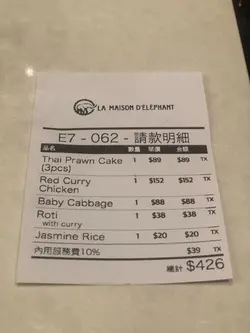 LA MAISON D'ÉLÉPHANT
E7 - 062 - 請款明細
品名 數量 單價 金額
Thai Prawn Cake 1 $89 $89 TX
(3pcs)
Red Curry 1 $152 $152 TX
Chicken
Baby Cabbage 1 $88 $88 TX
Roti 1 $38 $38 TX
with curry
Jasmine Rice 1 $20 $20 TX
內用服務費10% $39 TX
總計 $426